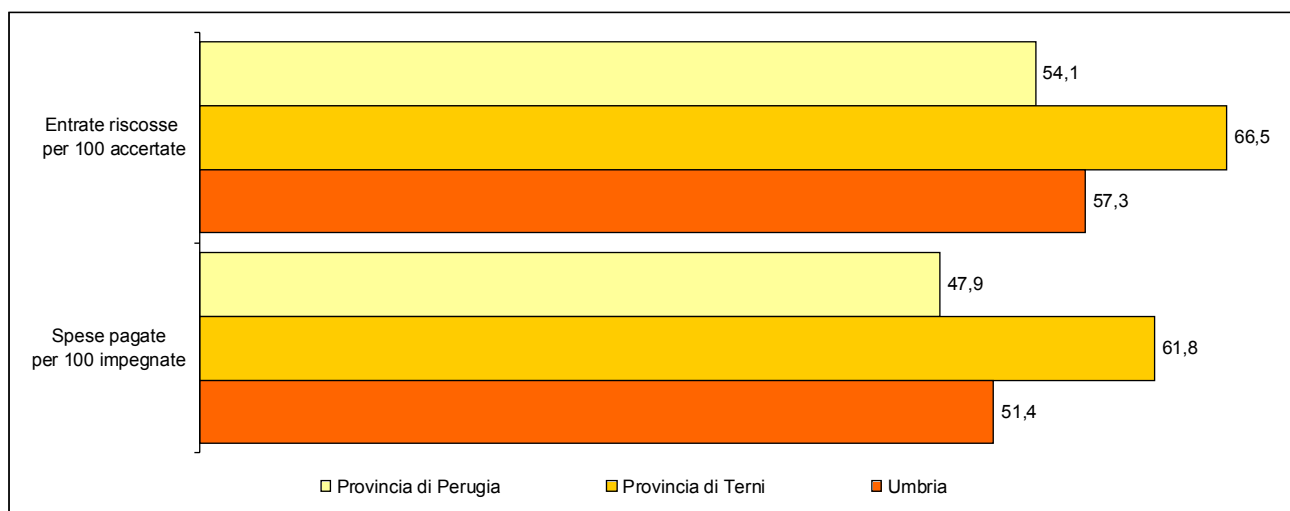 54,1
Entrate riscosse
per 100 accertate
66,5
57,3
47,9
Spese pagate
per 100 impegnate
61,8
51,4
Provincia di Perugia
Provincia di Terni
Umbria